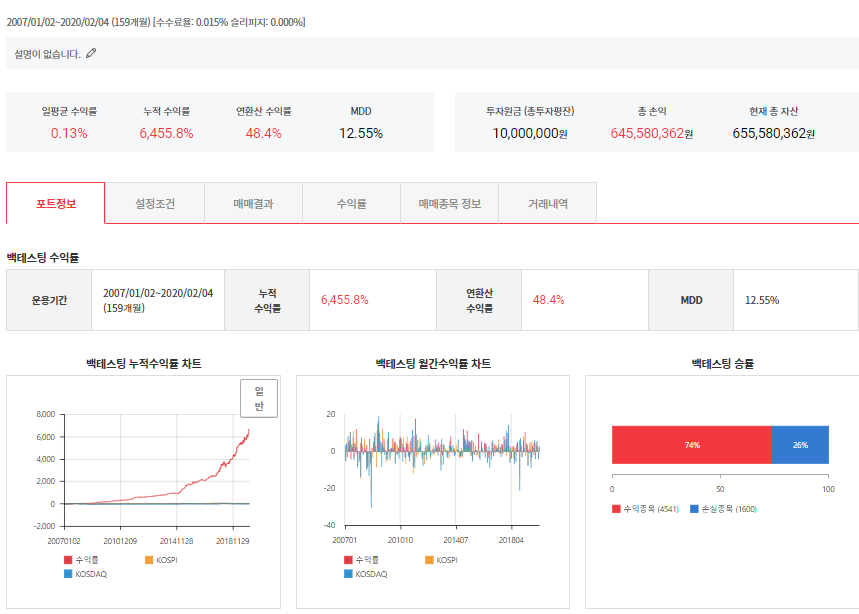 2007/01/02~2020/02/04 (159개월) [수수료율: 0.015% 슬리피지: 0.000%]
설명이 없습니다.
일평균 수익률 누적 수익률 연환산 수익률 MDD
0.13% 6,455.8% 48.4% 12.55%
투자원금 (총투자평잔) 총 손익 현재 총 자산
10,000,000원 645,580,362원 655,580,362원
포트정보 설정조건 매매결과 수익률 매매종목 정보 거래내역
백테스팅 수익률
운용기간 2007/01/02~2020/02/04 (159개월) 누적 수익률 6,455.8% 연환산 수익률 48.4% MDD 12.55%
백테스팅 누적수익률 차트
일반
8,000
6,000
4,000
2,000
0
-2,000
20070102 20101209 20141128 20181129
수익률 KOSPI
KOSDAQ
백테스팅 월간수익률 차트
20
0
-20
-40
200701 201010 201407 201804
수익률 KOSPI
KOSDAQ
백테스팅 승률
74% 26%
0 50 100
수익종목 (4541) 손실종목 (1600)